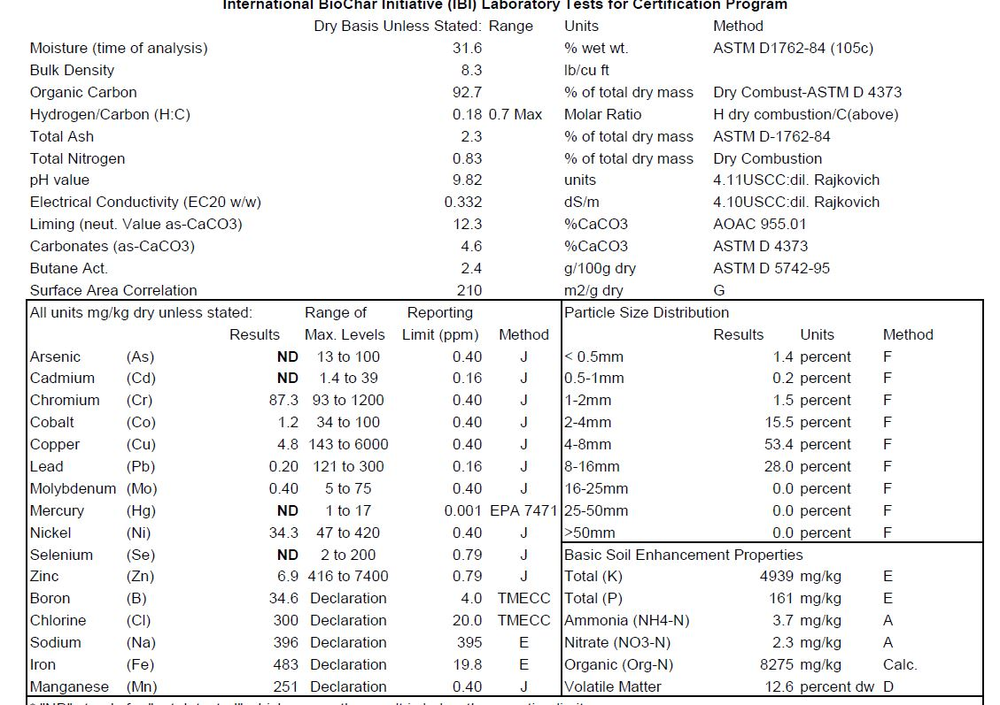 International BioChar Initiative (IBI) Laboratory Tests for Certification Program
Dry Basis Unless Stated: Range Units Method
Moisture (time of analysis) 31.6 % wet wt. ASTM D1762-84 (105c)
Bulk Density 8.3 lb/cu ft
Organic Carbon 92.7 % of total dry mass Dry Combust-ASTM D 4373
Hydrogen/Carbon (H:C) 0.18 0.7 Max Molar Ratio H dry combustion/C(above)
Total Ash 2.3 % of total dry mass ASTM D-1762-84
Total Nitrogen 0.83 % of total dry mass Dry Combustion
pH value 9.82 units 4.11USCC:dil. Rajkovich
Electrical Conductivity (EC20 w/w) 0.332 dS/m 4.10USCC:dil. Rajkovich
Liming (neut. Value as-CaCO3) 12.3 %CaCO3 AOAC 955.01
Carbonates (as-CaCO3) 4.6 %CaCO3 ASTM D 4373
Butane Act. 2.4 g/100g dry ASTM D 5742-95
Surface Area Correlation 210 m2/g dry G
All units mg/kg dry unless stated: Range of Reporting
Results Max. Levels Limit (ppm) Method
Arsenic (As) ND 13 to 100 0.40 J
Cadmium (Cd) ND 1.4 to 39 0.16 J
Chromium (Cr) 87.3 93 to 1200 0.40 J
Cobalt (Co) 1.2 34 to 100 0.40 J
Copper (Cu) 4.8 143 to 6000 0.40 J
Lead (Pb) 0.20 121 to 300 0.16 J
Molybdenum (Mo) 0.40 5 to 75 0.40 J
Mercury (Hg) ND 1 to 17 0.001 EPA 7471
Nickel (Ni) 34.3 47 to 420 0.40 J
Selenium (Se) ND 2 to 200 0.79 J
Zinc (Zn) 6.9 416 to 7400 0.79 J
Boron (B) 34.6 Declaration 4.0 TMECC
Chlorine (Cl) 300 Declaration 20.0 TMECC
Sodium (Na) 396 Declaration 395 E
Iron (Fe) 483 Declaration 19.8 E
Manganese (Mn) 251 Declaration 0.40 J
Particle Size Distribution
Results Units Method
< 0.5mm 1.4 percent F
0.5-1mm 0.2 percent F
1-2mm 1.5 percent F
2-4mm 15.5 percent F
4-8mm 53.4 percent F
8-16mm 28.0 percent F
16-25mm 0.0 percent F
25-50mm 0.0 percent F
>50mm 0.0 percent F
Basic Soil Enhancement Properties
Total (K) 4939 mg/kg E
Total (P) 161 mg/kg E
Ammonia (NH4-N) 3.7 mg/kg A
Nitrate (NO3-N) 2.3 mg/kg A
Organic (Org-N) 8275 mg/kg Calc.
Volatile Matter 12.6 percent dw D